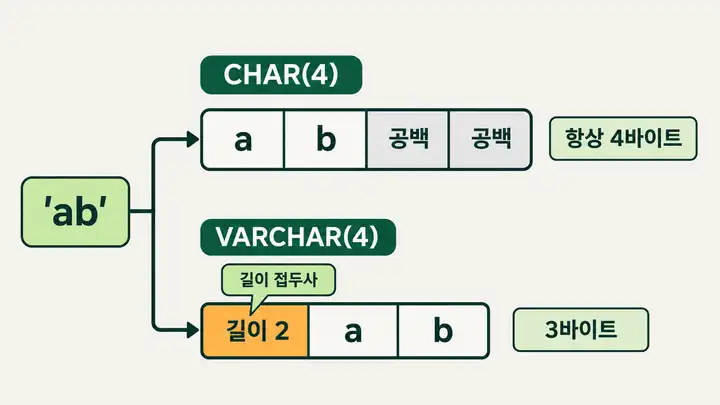 CHAR(4)
a b 공백 공백
항상 4바이트
'ab'
VARCHAR(4)
길이 접두사
길이 2 a b
3바이트